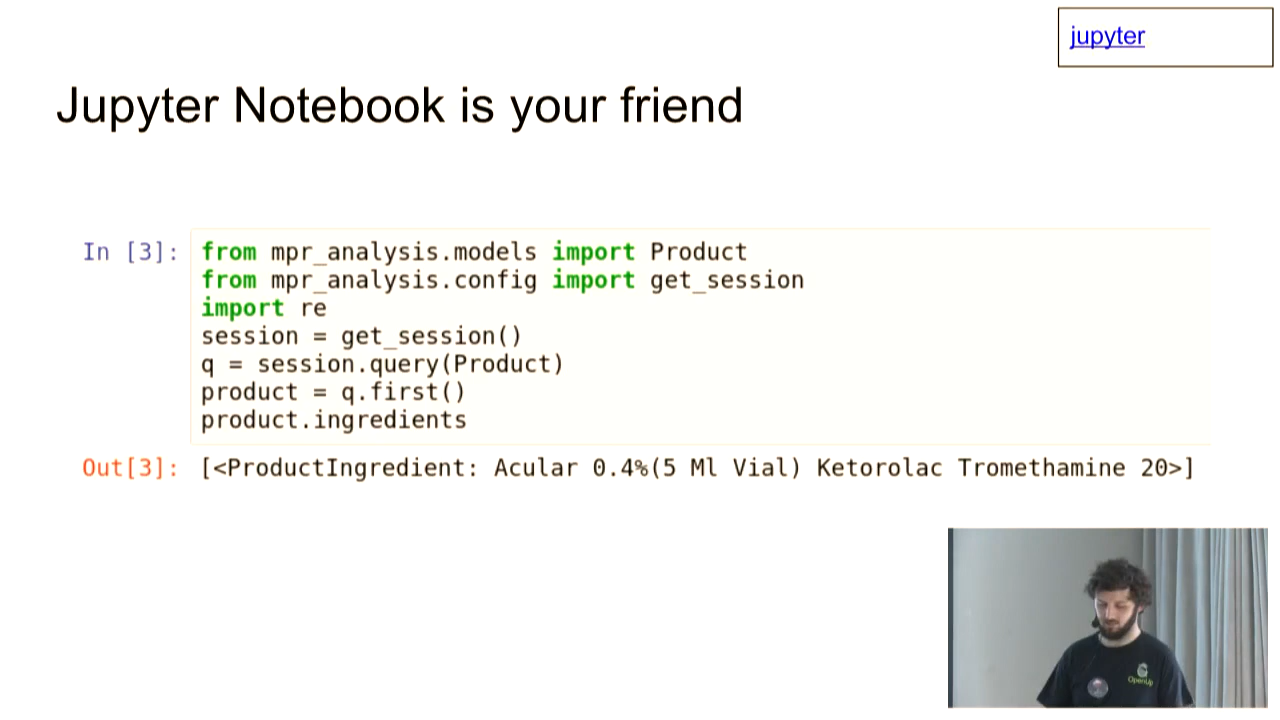 jupyter
Jupyter Notebook is your friend
In [3]:
from mpr_analysis.models import Product
from mpr_analysis.config import get_session
import re
session = get_session()
q = session.query(Product)
product = q.first()
product.ingredients
Out[3]: [<ProductIngredient: Acular 0.4%(5 Ml Vial) Ketorolac Tromethamine 20>]
OpenUp